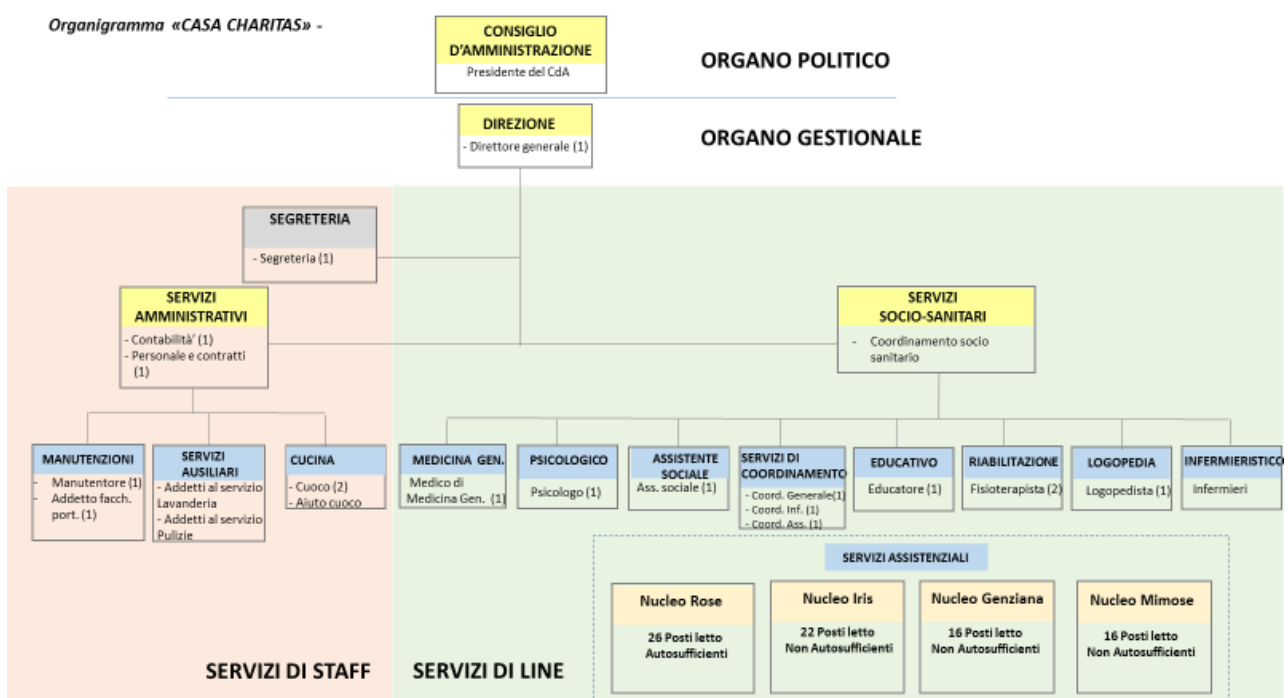 Organigramma «CASA CHARITAS» -
CONSIGLIO
D'AMMINISTRAZIONE
Presidente del CdA
ORGANO POLITICO
DIREZIONE
- Direttore generale (1)
ORGANO GESTIONALE
SEGRETERIA
- Segreteria (1)
SERVIZI
AMMINISTRATIVI
- Contabilità' (1)
- Personale e contratti
(1)
SERVIZI
SOCIO-SANITARI
- Coordinamento socio
sanitario
MANUTENZIONI
- Manutentore (1)
- Addetto facch.
port. (1)
SERVIZI
AUSILIARI
- Addetti al servizio
Lavanderia
- Addetti al servizio
Pulizie
CUCINA
- Cuoco (2)
- Aiuto cuoco
MEDICINA GEN.
Medico di
Medicina Gen. (1)
PSICOLOGICO
Psicologo (1)
ASSISTENTE
SOCIALE
Ass. sociale (1)
SERVIZI DI
COORDINAMENTO
- Coord. Generale(1)
- Coord. Inf. (1)
- Coord. Ass. (1)
EDUCATIVO
Educatore (1)
RIABILITAZIONE
Fisioterapista (2)
LOGOPEDIA
Logopedista (1)
INFERMIERISTICO
Infermieri
SERVIZI ASSISTENZIALI
Nucleo Rose
26 Posti letto
Autosufficienti
Nucleo Iris
22 Posti letto
Non Autosufficienti
Nucleo Genziana
16 Posti letto
Non Autosufficienti
Nucleo Mimose
16 Posti letto
Non Autosufficienti
SERVIZI DI STAFF
SERVIZI DI LINE